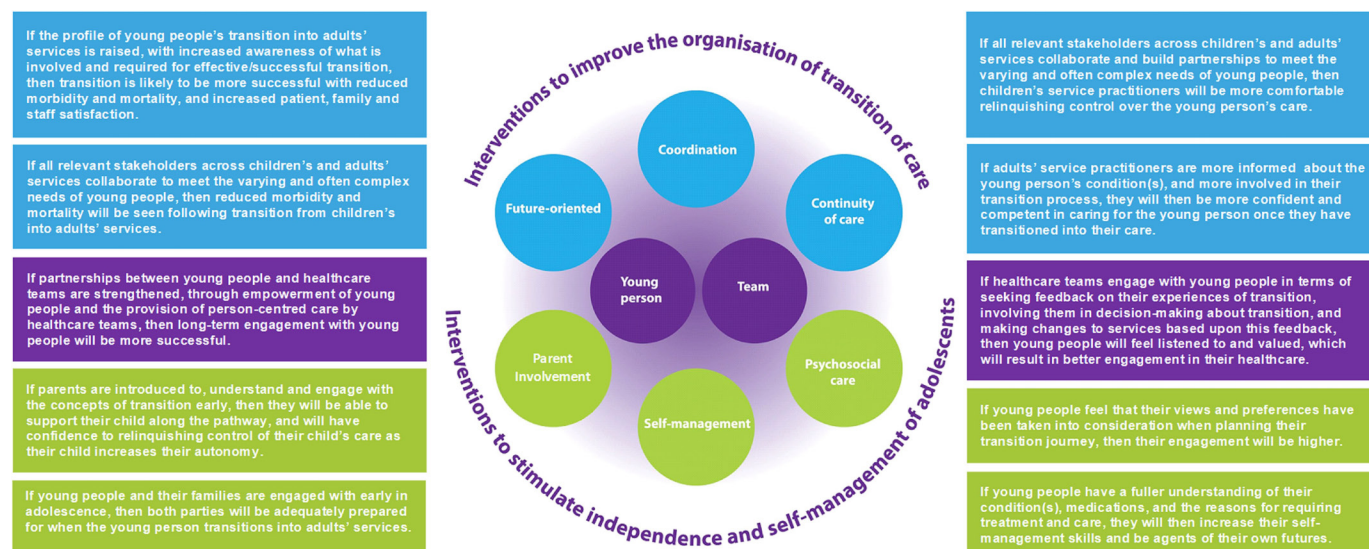 If the profile of young people's transition into adults'
services is raised, with increased awareness of what is
involved and required for effective/successful transition,
then transition is likely to be more successful with reduced
morbidity and mortality, and increased patient, family and
staff satisfaction.
If all relevant stakeholders across children's and adults'
services collaborate to meet the varying and often complex
needs of young people, then reduced morbidity and
mortality will be seen following transition from children's
into adults' services.
If partnerships between young people and healthcare
teams are strengthened, through empowerment of young
people and the provision of person-centred care by
healthcare teams, then long-term engagement with young
people will be more successful.
If parents are introduced to, understand and engage with
the concepts of transition early, then they will be able to
support their child along the pathway, and will have
confidence to relinquishing control of their child's care as
their child increases their autonomy.
If young people and their families are engaged with early in
adolescence, then both parties will be adequately prepared
for when the young person transitions into adults' services.
Interventions to improve the organisation of transition of care
Coordination
Future-oriented
Continuity
of care
Young
person
Team
Parent
Involvement
Psychosocial
care
Self-management
Interventions to stimulate independence and self-management of adolescents
If all relevant stakeholders across children's and adults'
services collaborate and build partnerships to meet the
varying and often complex needs of young people, then
children's service practitioners will be more comfortable
relinquishing control over the young person's care.
If adults' service practitioners are more informed about the
young person's condition(s), and more involved in their
transition process, they will then be more confident and
competent in caring for the young person once they have
transitioned into their care.
If healthcare teams engage with young people in terms of
seeking feedback on their experiences of transition,
involving them in decision-making about transition, and
making changes to services based upon this feedback,
then young people will feel listened to and valued, which
will result in better engagement in their healthcare.
If young people feel that their views and preferences have
been taken into consideration when planning their
transition journey, then their engagement will be higher.
If young people have a fuller understanding of their
condition(s), medications, and the reasons for requiring
treatment and care, they will then increase their self-
management skills and be agents of their own futures.